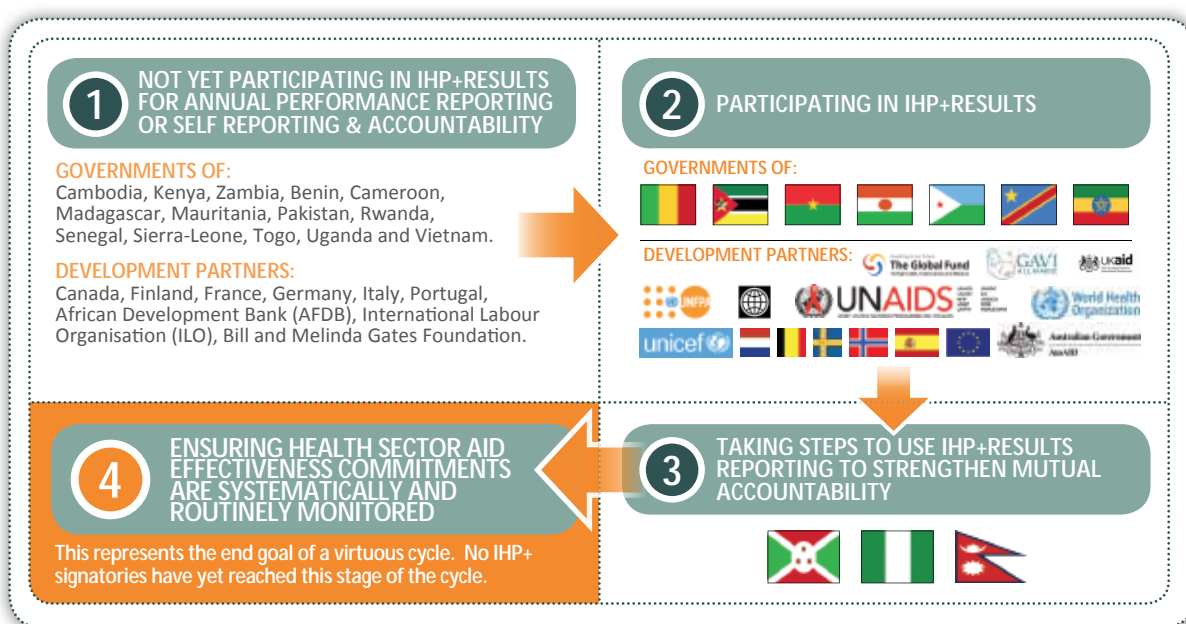 1
NOT YET PARTICIPATING IN IHP+RESULTS
FOR ANNUAL PERFORMANCE REPORTING
OR SELF REPORTING & ACCOUNTABILITY
GOVERNMENTS OF:
Cambodia, Kenya, Zambia, Benin, Cameroon,
Madagascar, Mauritania, Pakistan, Rwanda,
Senegal, Sierra-Leone, Togo, Uganda and Vietnam.
DEVELOPMENT PARTNERS:
Canada, Finland, France, Germany, Italy, Portugal,
African Development Bank (AFDB), International Labour
Organisation (ILO), Bill and Melinda Gates Foundation.
2
PARTICIPATING IN IHP+RESULTS
GOVERNMENTS OF:
DEVELOPMENT PARTNERS:
The Global Fund
GAVI
ALLIANCE
UKaid
UNFPA
UNAIDS
World Health
Organization
unicef
Australian Government
AusAID
3
TAKING STEPS TO USE IHP+RESULTS
REPORTING TO STRENGTHEN MUTUAL
ACCOUNTABILITY
4
ENSURING HEALTH SECTOR AID
EFFECTIVENESS COMMITMENTS
ARE SYSTEMATICALLY AND
ROUTINELY MONITORED
This represents the end goal of a virtuous cycle. No IHP+
signatories have yet reached this stage of the cycle.